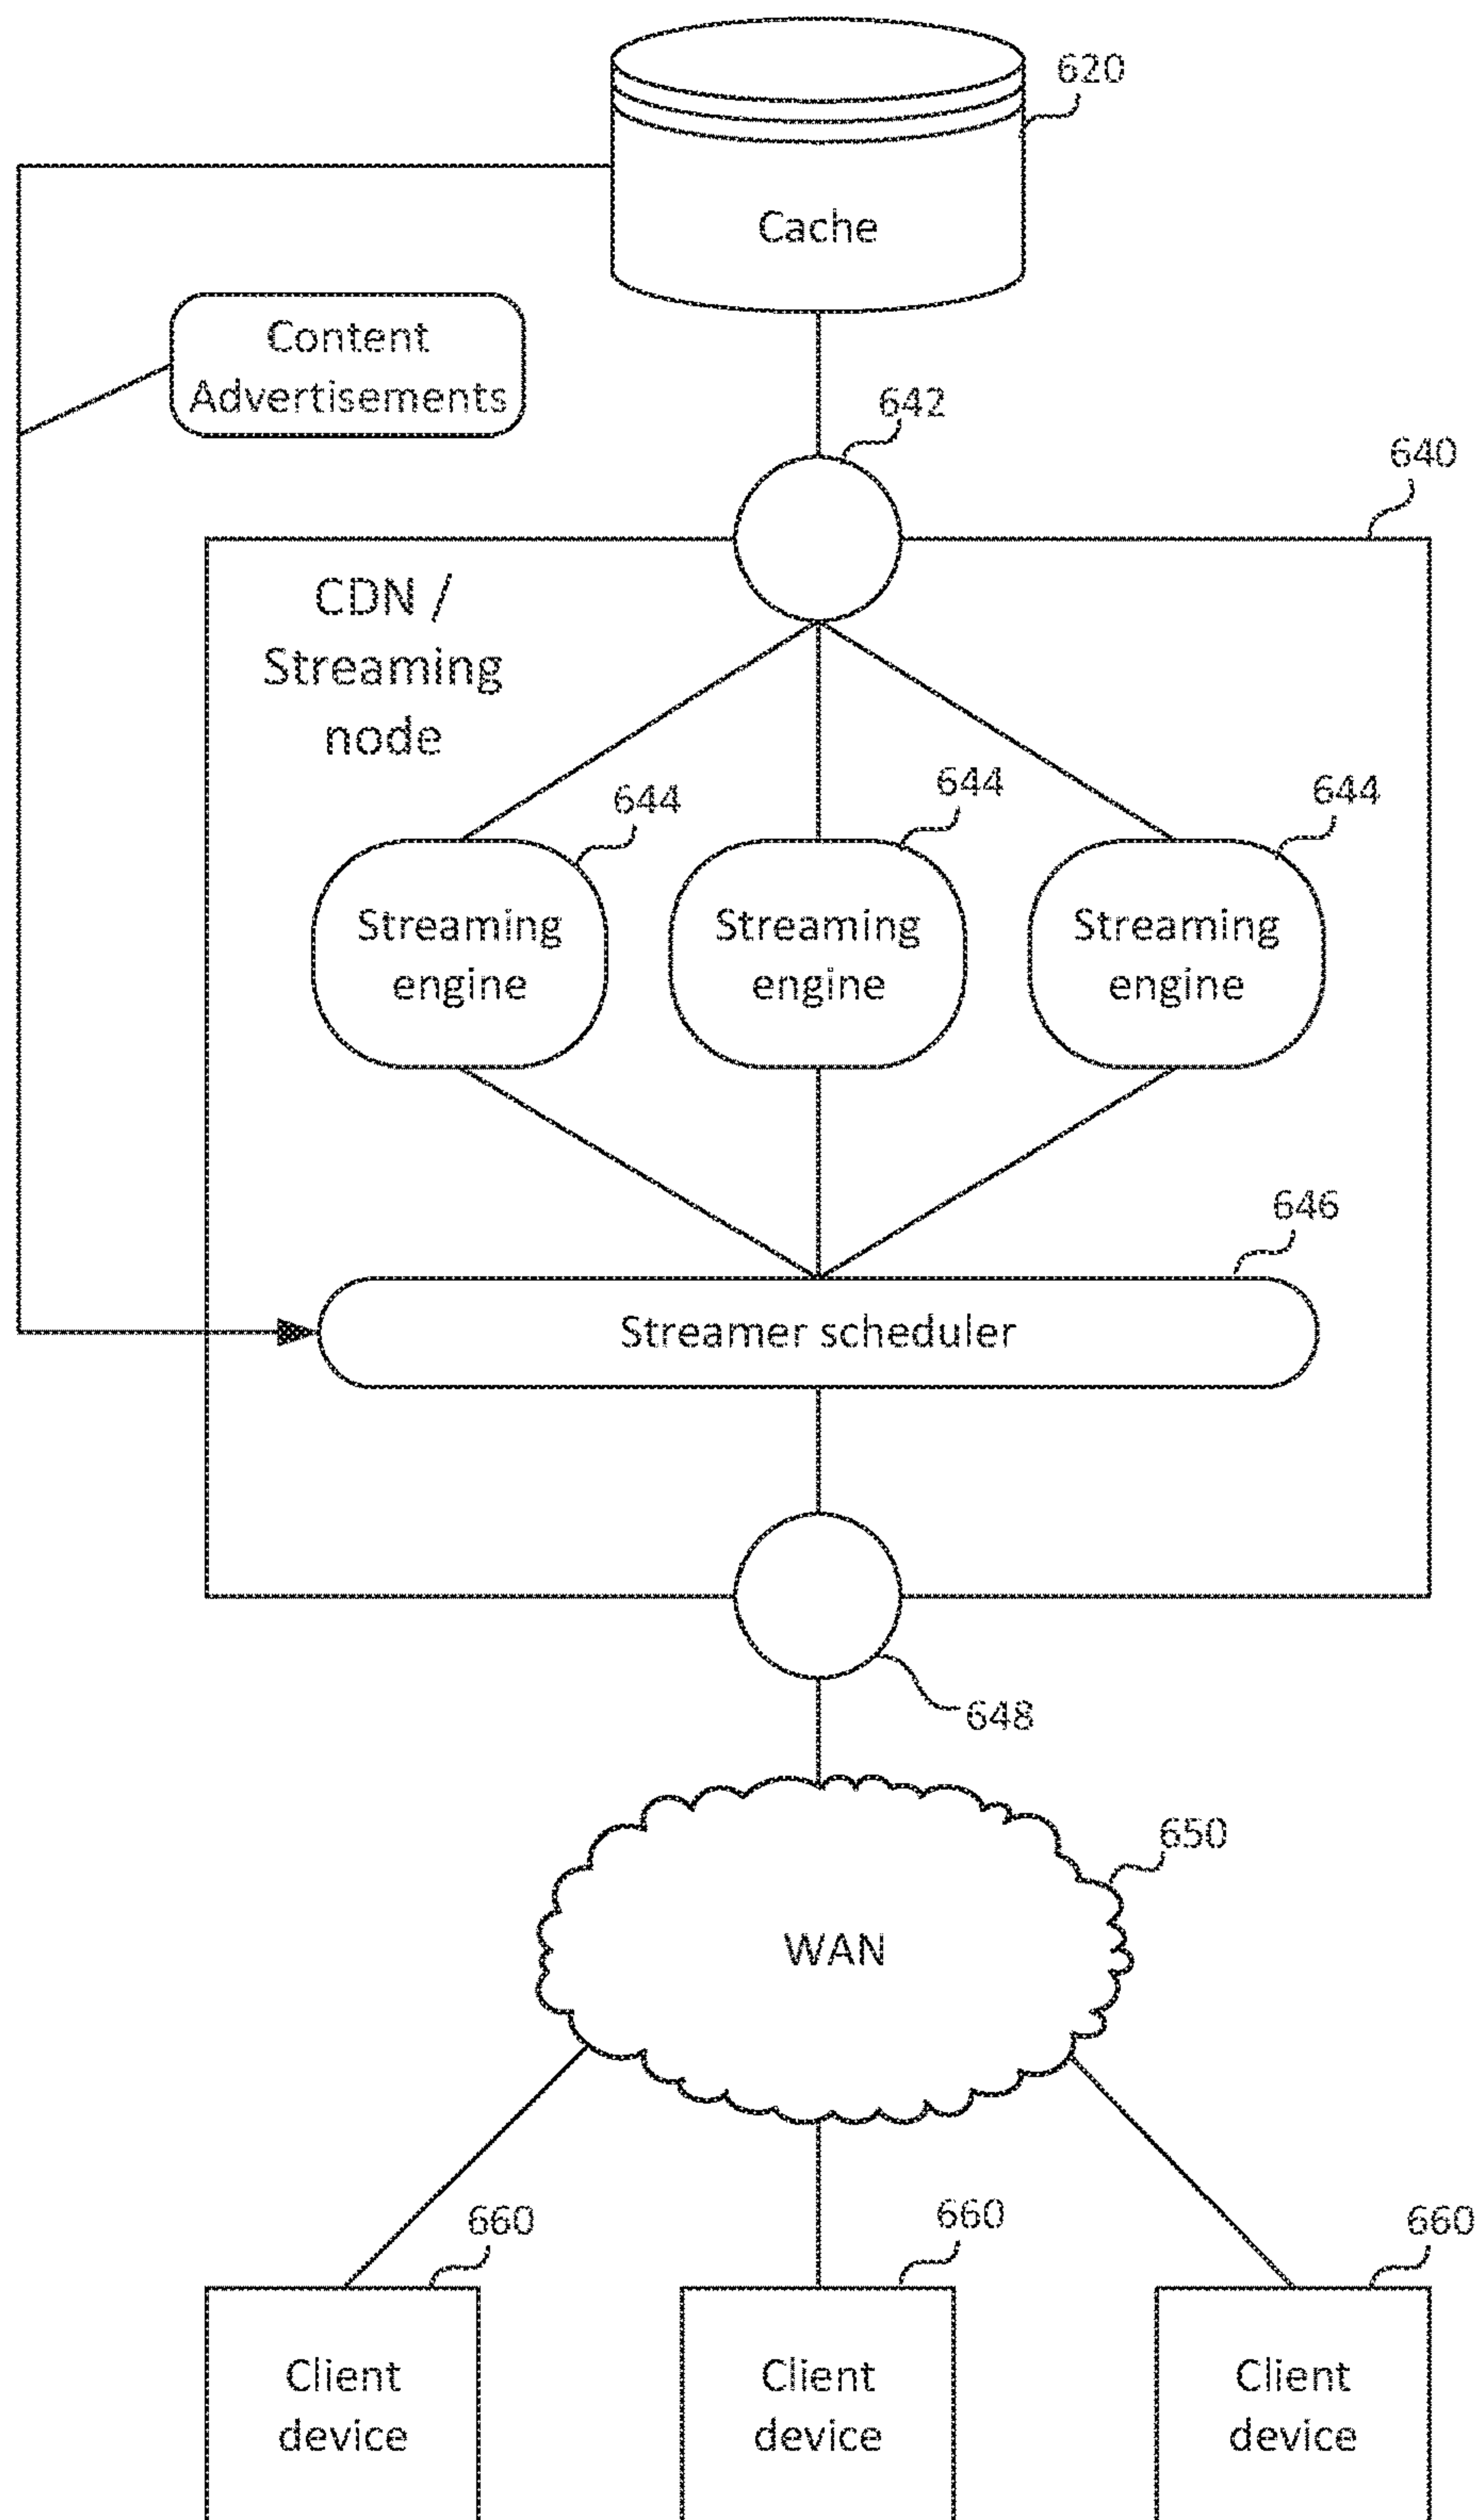 620
Cache
Content
Advertisements
642
640
CDN /
Streaming
node
644
644
644
Streaming
engine
Streaming
engine
Streaming
engine
646
Streamer scheduler
648
650
WAN
660
660
660
Client
device
Client
device
Client
device